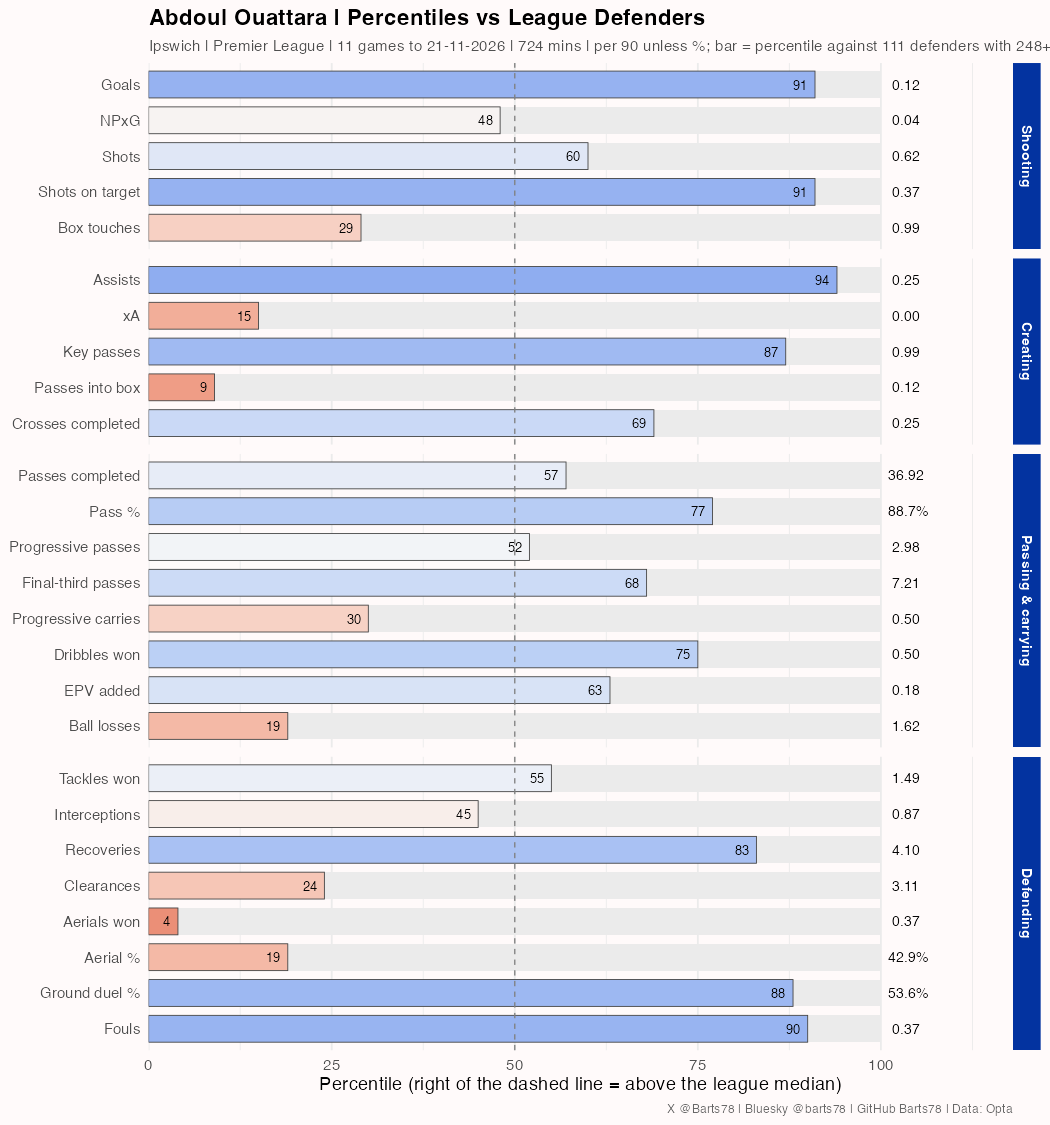 Abdoul Ouattara | Percentiles vs League Defenders
Ipswich | Premier League | 11 games to 21-11-2026 | 724 mins | per 90 unless %; bar = percentile against 111 defenders with 248+
Shooting
Goals 91 0.12
NPxG 48 0.04
Shots 60 0.62
Shots on target 91 0.37
Box touches 29 0.99
Creating
Assists 94 0.25
xA 15 0.00
Key passes 87 0.99
Passes into box 9 0.12
Crosses completed 69 0.25
Passing & carrying
Passes completed 57 36.92
Pass % 77 88.7%
Progressive passes 52 2.98
Final-third passes 68 7.21
Progressive carries 30 0.50
Dribbles won 75 0.50
EPV added 63 0.18
Ball losses 19 1.62
Defending
Tackles won 55 1.49
Interceptions 45 0.87
Recoveries 83 4.10
Clearances 24 3.11
Aerials won 4 0.37
Aerial % 19 42.9%
Ground duel % 88 53.6%
Fouls 90 0.37
0 25 50 75 100
Percentile (right of the dashed line = above the league median)
X @Barts78 | Bluesky @barts78 | GitHub Barts78 | Data: Opta